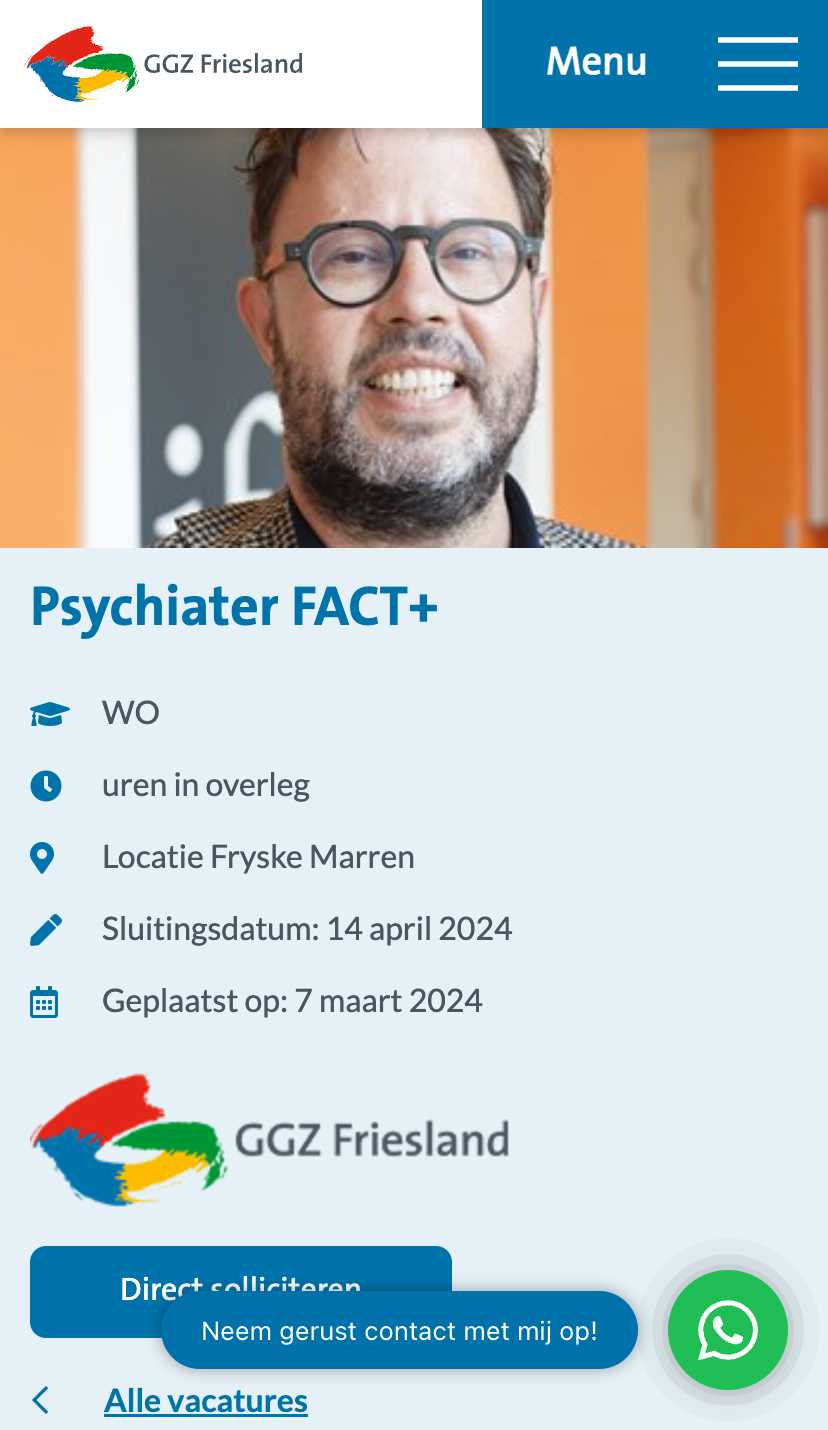 GGZ Friesland
Menu
Psychiater FACT+
WO
uren in overleg
Locatie Fryske Marren
Sluitingsdatum: 14 april 2024
Geplaatst op: 7 maart 2024
GGZ Friesland
Direct solliciteren
Neem gerust contact met mij op!
Alle vacatures